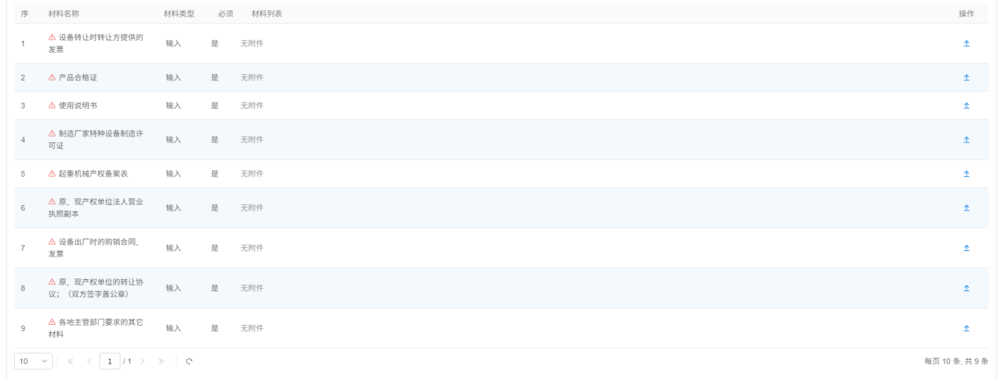 序 材料名称 材料类型 必须 材料列表 操作
1 设备转让时转让方提供的发票 输入 是 无附件
2 产品合格证 输入 是 无附件
3 使用说明书 输入 是 无附件
4 制造厂家特种设备制造许可证 输入 是 无附件
5 起重机械产权备案表 输入 是 无附件
6 原、现产权单位法人营业执照副本 输入 是 无附件
7 设备出厂时的购销合同、发票 输入 是 无附件
8 原、现产权单位的转让协议；（双方签字盖公章） 输入 是 无附件
9 各地主管部门要求的其它材料 输入 是 无附件
10 1 / 1 每页 10 条, 共 9 条